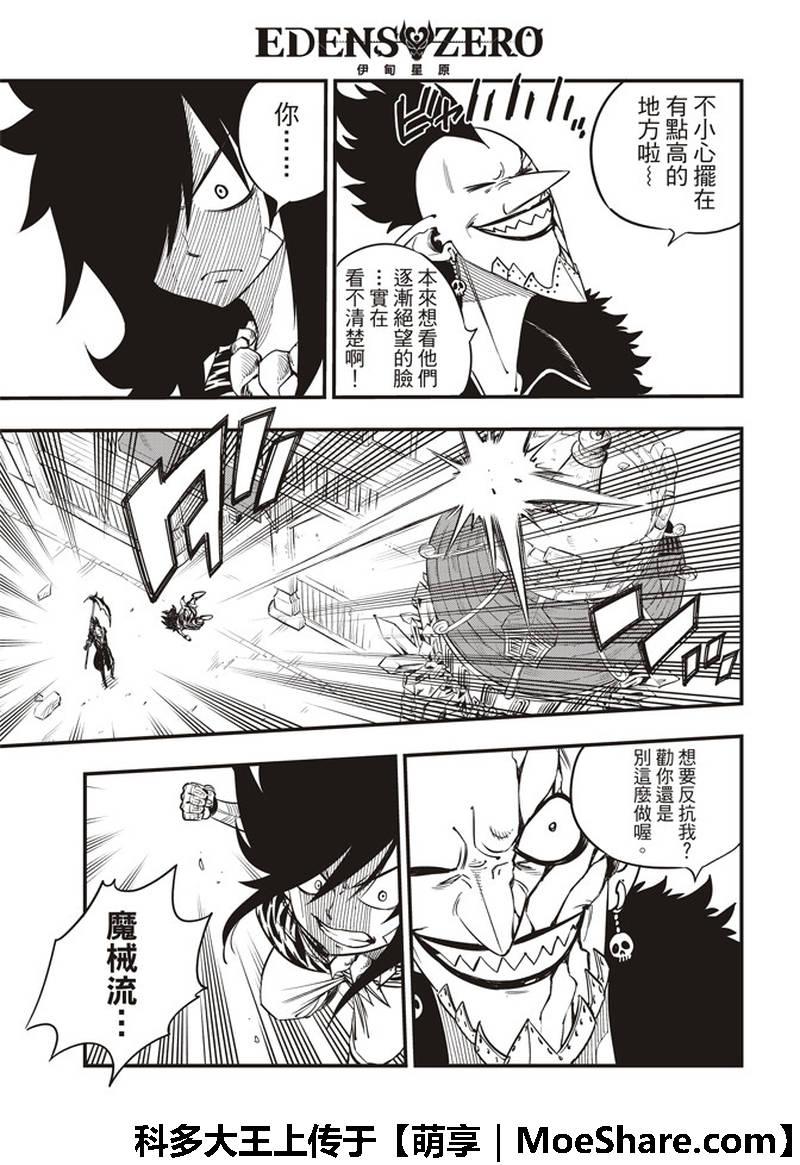 EDENS ZERO
伊甸星原
不小心擺在
有點高的
地方啦～
ビャ
本來想看他們
逐漸絕望的臉
…實在
看不清楚啊！
你……
想要反抗我？
勸你還是
別這麼做喔。
魔械流…
科多大王上传于【萌享 | MoeShare.com】